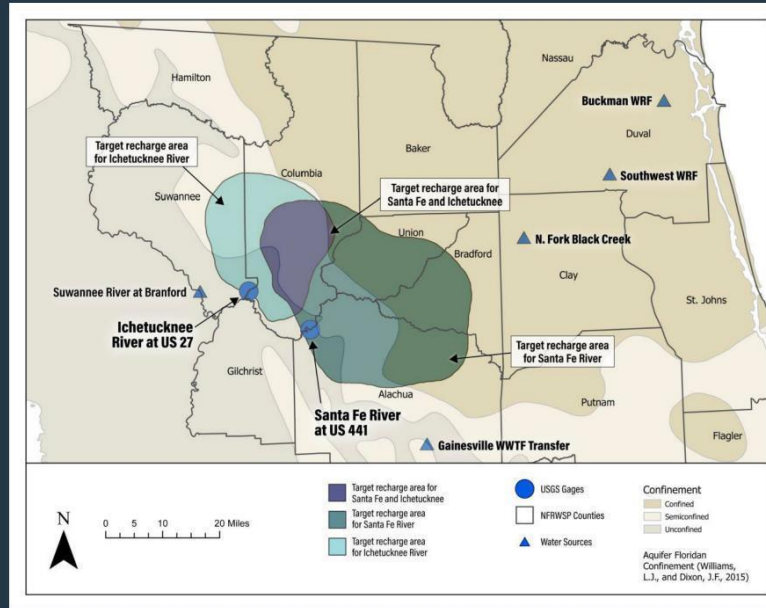 Nassau
Hamilton
Buckman WRF
Duval
Target recharge area
for Ichetucknee River
Columbia
Baker
Target recharge area for
Santa Fe and Ichetucknee
Southwest WRF
Suwannee
Union
N. Fork Black Creek
Bradford
Clay
Suwannee River at Branford
St. Johns
Ichetucknee
River at US 27
Target recharge area
for Santa Fe River
Gilchrist
Alachua
Putnam
Santa Fe River
at US 441
Flagler
Gainesville WWTF Transfer
N
0 5 10 20 Miles
Target recharge area for
Santa Fe and Ichetucknee
Target recharge area
for Santa Fe River
Target recharge area
for Ichetucknee River
USGS Gages
NFRWSP Counties
Water Sources
Confinement
Confined
Semiconfined
Unconfined
Aquifer Floridan
Confinement (Williams,
L.J., and Dixon, J.F., 2015)